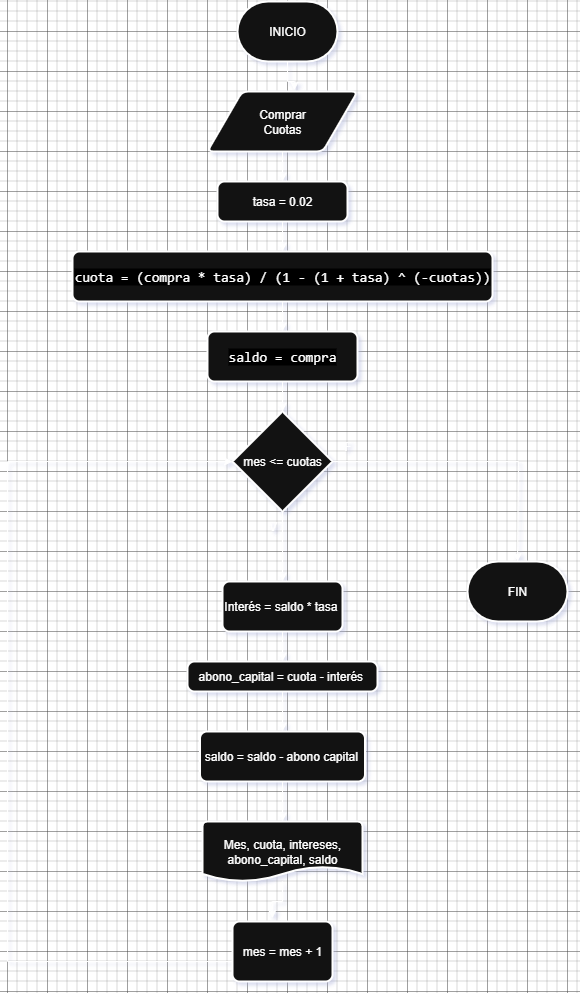 INICIO
Comprar
Cuotas
tasa = 0.02
cuota = (compra * tasa) / (1 - (1 + tasa) ^ (-cuotas))
saldo = compra
mes <= cuotas
Interés = saldo * tasa
FIN
abono_capital = cuota - interés
saldo = saldo - abono capital
Mes, cuota, intereses,
abono_capital, saldo
mes = mes + 1